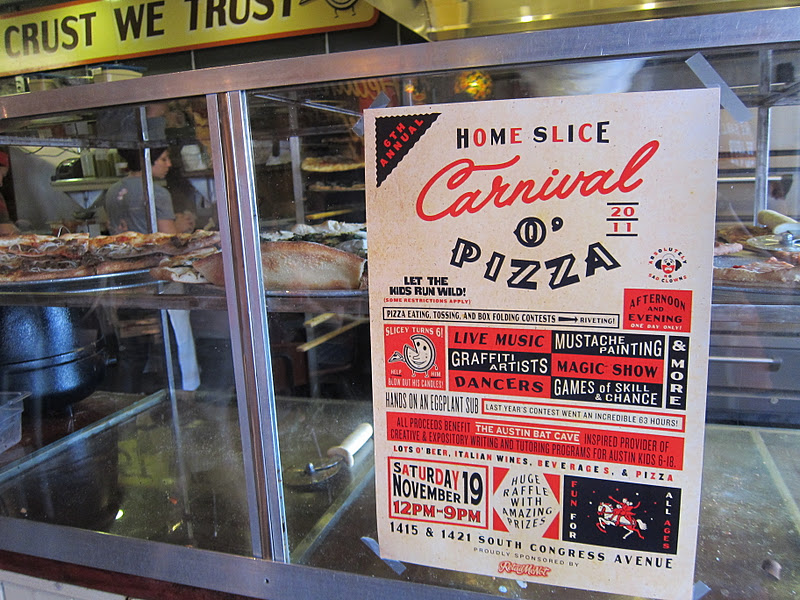 CRUST WE TRUST
6TH
ANNUAL
HOME SLICE
Carnival
O'
PIZZA
20
11
ABSOLUTELY
NO
SAD CLOWNS
LET THE
KIDS RUN WILD!
(SOME RESTRICTIONS APPLY)
PIZZA EATING, TOSSING, AND BOX FOLDING CONTESTS RIVETING!
AFTERNOON
AND
EVENING
ONE DAY ONLY!
SLICEY TURNS 6!
HELP HIM
BLOW OUT HIS CANDLES!
LIVE MUSIC
GRAFFITI
ARTISTS
DANCERS
MUSTACHE
PAINTING
MAGIC SHOW
GAMES of SKILL
& CHANCE
& MORE
HANDS ON AN EGGPLANT SUB
LAST YEAR'S CONTEST WENT AN INCREDIBLE 63 HOURS!
ALL PROCEEDS BENEFIT THE AUSTIN BAT CAVE INSPIRED PROVIDER OF
CREATIVE & EXPOSITORY WRITING AND TUTORING PROGRAMS FOR AUSTIN KIDS 6-18.
LOTS O' BEER, ITALIAN WINES, BEVERAGES, & PIZZA
SATURDAY
NOVEMBER 19
12PM-9PM
HUGE
RAFFLE
WITH
AMAZING
PRIZES
FUN FOR
ALL AGES
1415 & 1421 SOUTH CONGRESS AVENUE
PROUDLY SPONSORED BY